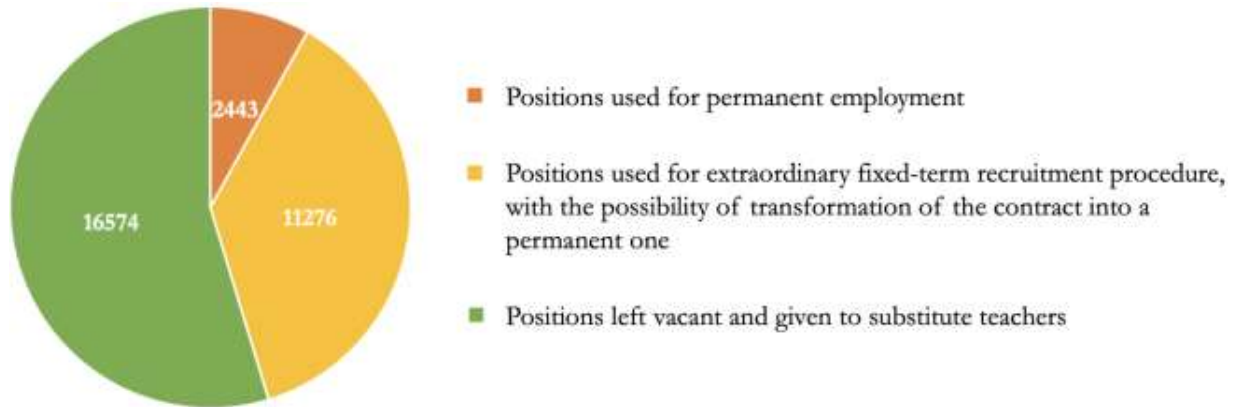 2443
16574
11276
Positions used for permanent employment
Positions used for extraordinary fixed-term recruitment procedure,
with the possibility of transformation of the contract into a
permanent one
Positions left vacant and given to substitute teachers